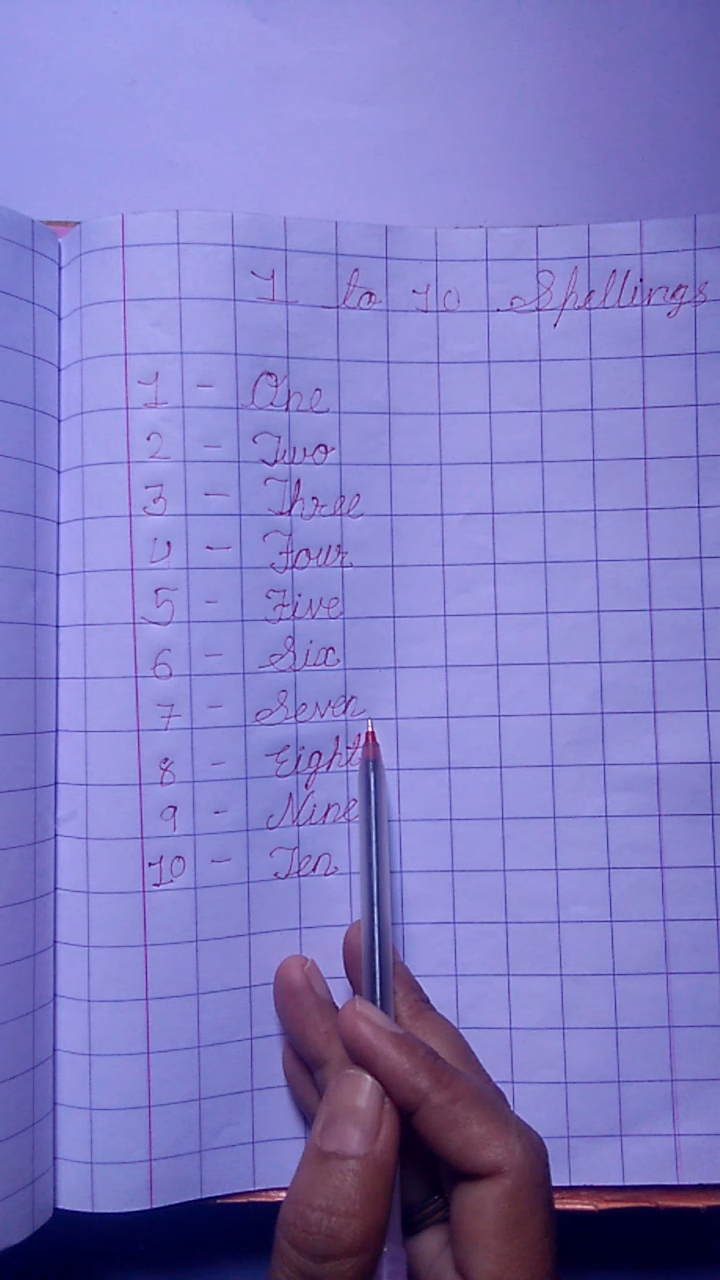 1 to 10 Spellings
1 - One
2 - Two
3 - Three
4 - Four
5 - Five
6 - Six
7 - Seven
8 - Eight
9 - Nine
10 - Ten